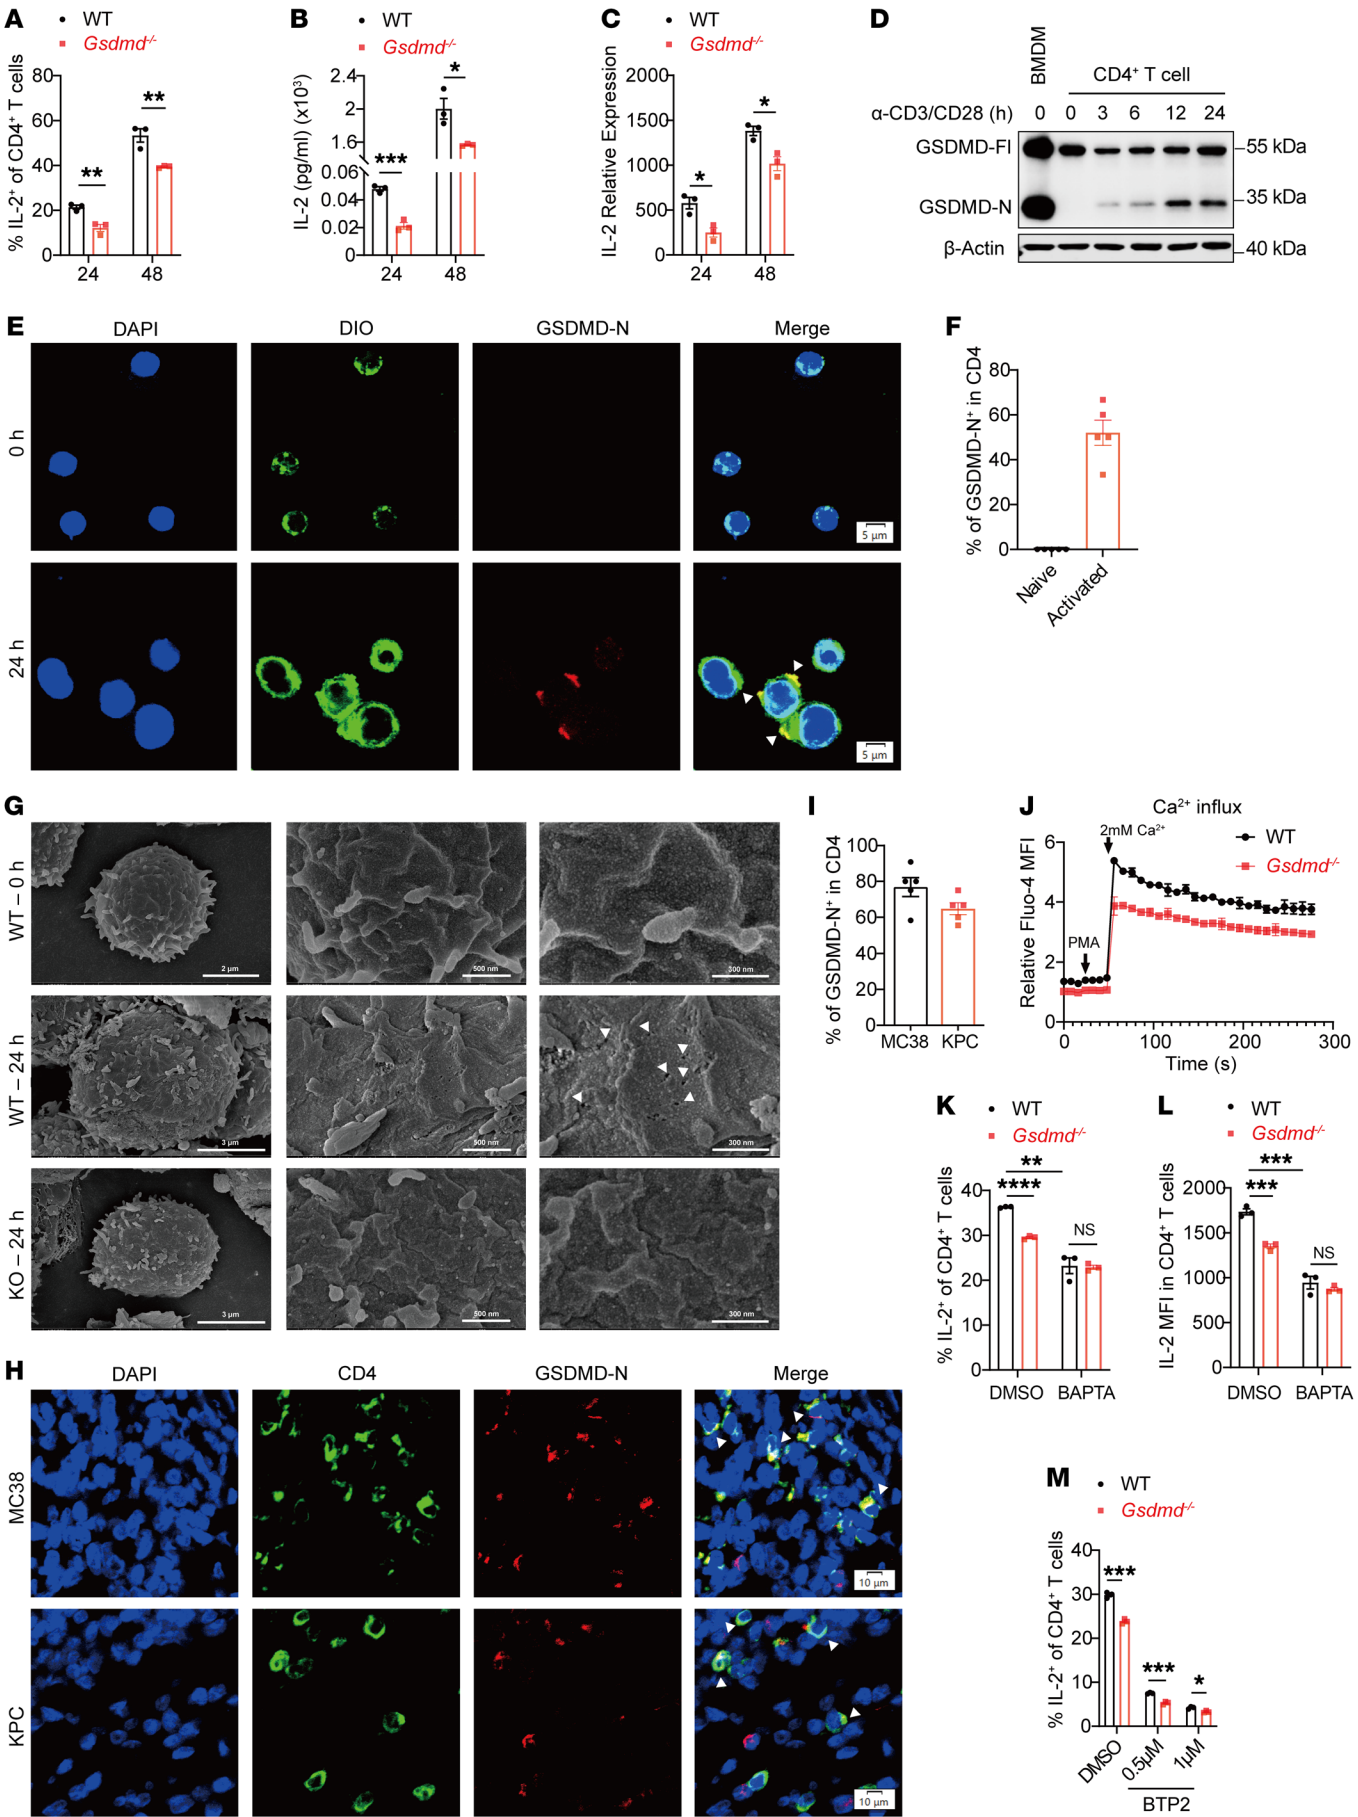 A
WT
Gsdmd-/-
% IL-2+ of CD4+ T cells
80
60
40
20
0
**
**
24
48
B
WT
Gsdmd-/-
IL-2 (pg/ml) (x103)
2.4
2
1.6
0.06
0.04
0.02
0
***
*
24
48
C
WT
Gsdmd-/-
IL-2 Relative Expression
2000
1500
1000
500
0
*
*
24
48
D
BMDM
CD4+ T cell
α-CD3/CD28 (h)
0 0 3 6 12 24
GSDMD-Fl
55 kDa
GSDMD-N
35 kDa
β-Actin
40 kDa
E
DAPI DIO GSDMD-N Merge
0 h
5 µm
24 h
5 µm
F
% of GSDMD-N+ in CD4
80
60
40
20
0
Naive
Activated
G
WT – 0 h
2 µm
500 nm
300 nm
WT – 24 h
3 µm
500 nm
300 nm
KO – 24 h
3 µm
500 nm
300 nm
H
DAPI CD4 GSDMD-N Merge
MC38
10 µm
KPC
10 µm
I
% of GSDMD-N+ in CD4
100
80
60
40
20
0
MC38 KPC
J
Ca2+ influx
2mM Ca2+
WT
Gsdmd-/-
PMA
Relative Fluo-4 MFI
6
4
2
0
0 100 200 300
Time (s)
K
WT
Gsdmd-/-
% IL-2+ of CD4+ T cells
**
****
NS
40
30
20
10
0
DMSO BAPTA
L
WT
Gsdmd-/-
IL-2 MFI in CD4+ T cells
***
***
NS
2000
1500
1000
500
0
DMSO BAPTA
M
WT
Gsdmd-/-
% IL-2+ of CD4+ T cells
40
30
20
10
0
***
***
*
DMSO
0.5µM
1µM
BTP2